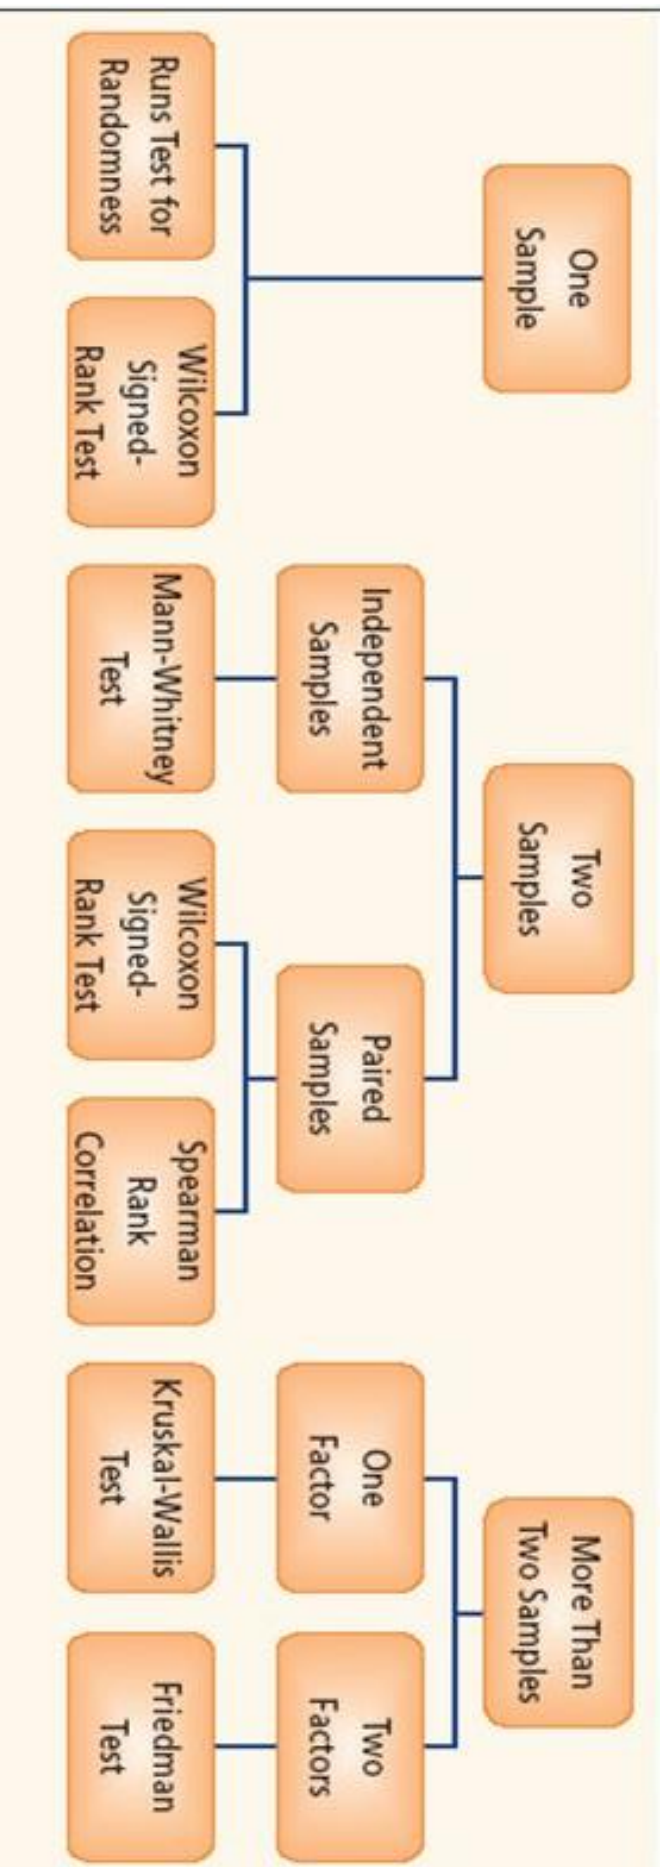 One
Sample
Two
Samples
More Than
Two Samples
Independent
Samples
Paired
Samples
One
Factor
Two
Factors
Runs Test for
Randomness
Wilcoxon
Signed-
Rank Test
Mann-Whitney
Test
Wilcoxon
Signed-
Rank Test
Spearman
Rank
Correlation
Kruskal-Wallis
Test
Friedman
Test